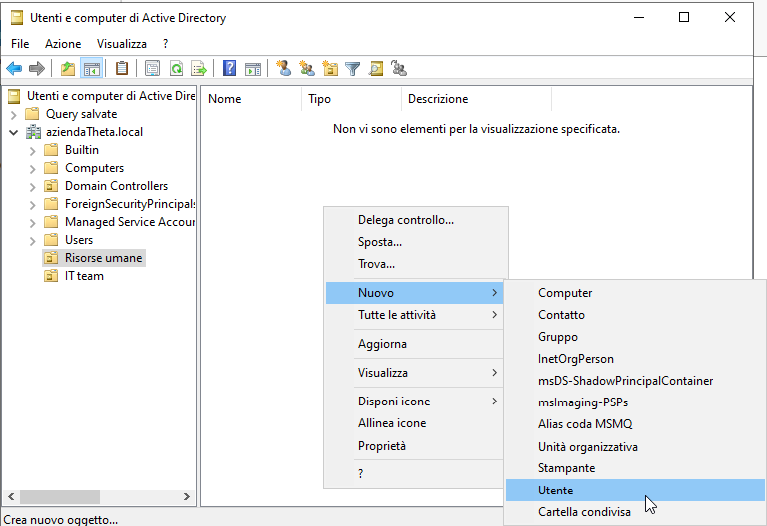 Utenti e computer di Active Directory
File Azione Visualizza ?
Utenti e computer di Active Dire
Query salvate
aziendaTheta.local
Builtin
Computers
Domain Controllers
ForeignSecurityPrincipals
Managed Service Accour
Users
Risorse umane
IT team
Nome Tipo Descrizione
Non vi sono elementi per la visualizzazione specificata.
Delega controllo...
Sposta...
Trova...
Nuovo
Tutte le attività
Aggiorna
Visualizza
Disponi icone
Allinea icone
Proprietà
?
Computer
Contatto
Gruppo
InetOrgPerson
msDS-ShadowPrincipalContainer
msImaging-PSPs
Alias coda MSMQ
Unità organizzativa
Stampante
Utente
Cartella condivisa
Crea nuovo oggetto...